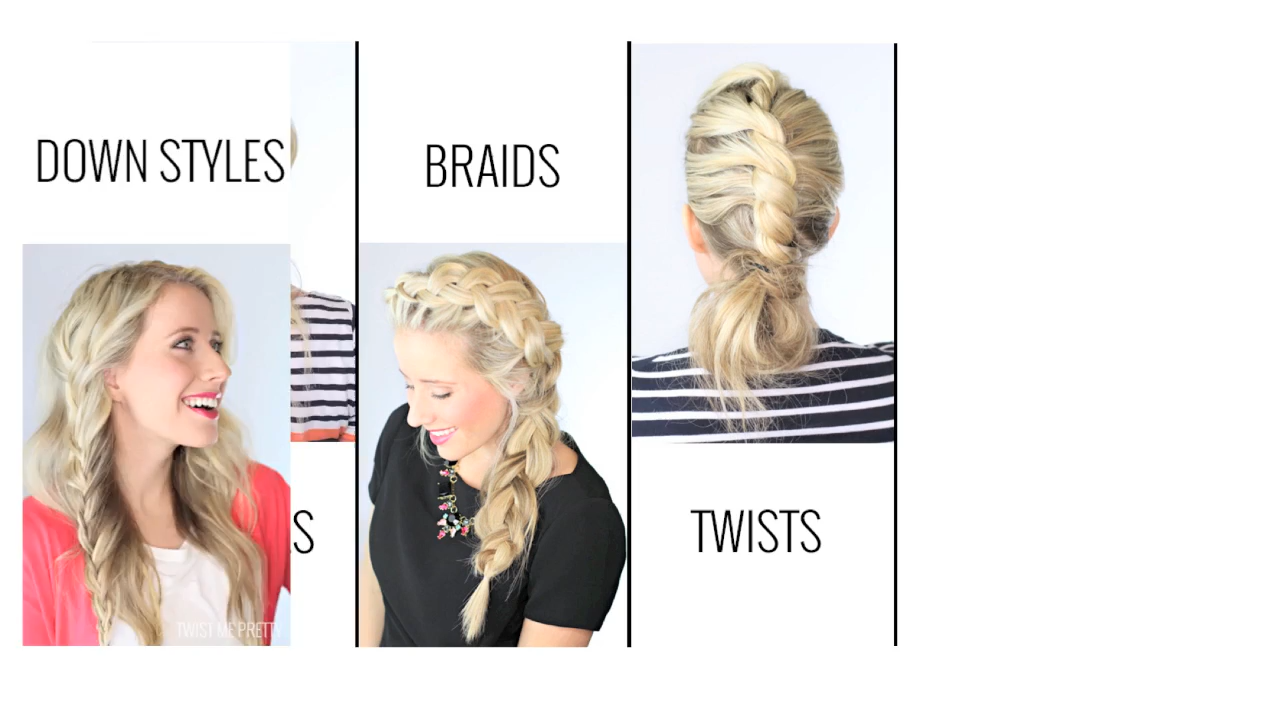 DOWN STYLES
BRAIDS
S
TWISTS
TWIST ME PRETTY